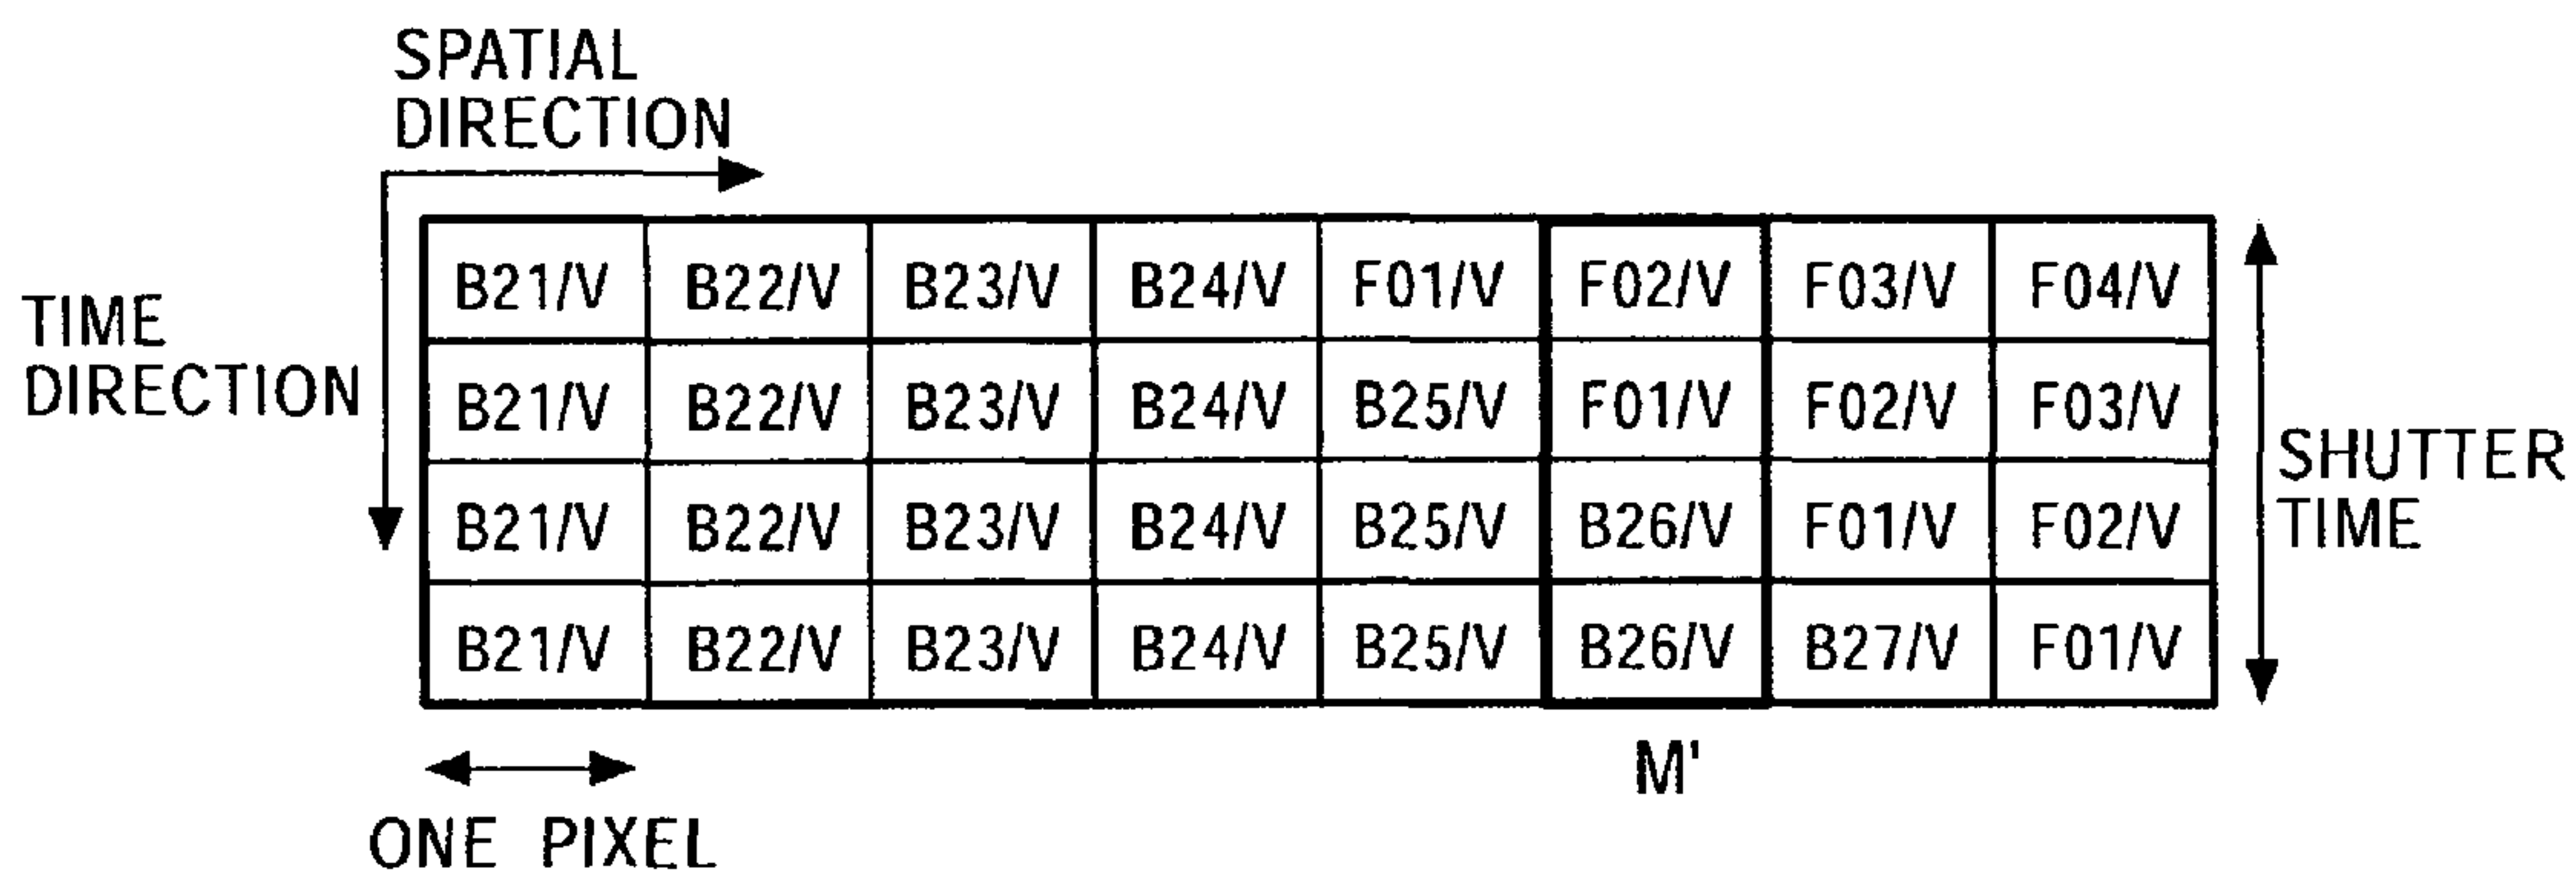 SPATIAL
DIRECTION
TIME
DIRECTION
B21/V B22/V B23/V B24/V F01/V F02/V F03/V F04/V
B21/V B22/V B23/V B24/V B25/V F01/V F02/V F03/V
B21/V B22/V B23/V B24/V B25/V B26/V F01/V F02/V
B21/V B22/V B23/V B24/V B25/V B26/V B27/V F01/V
SHUTTER
TIME
M'
ONE PIXEL